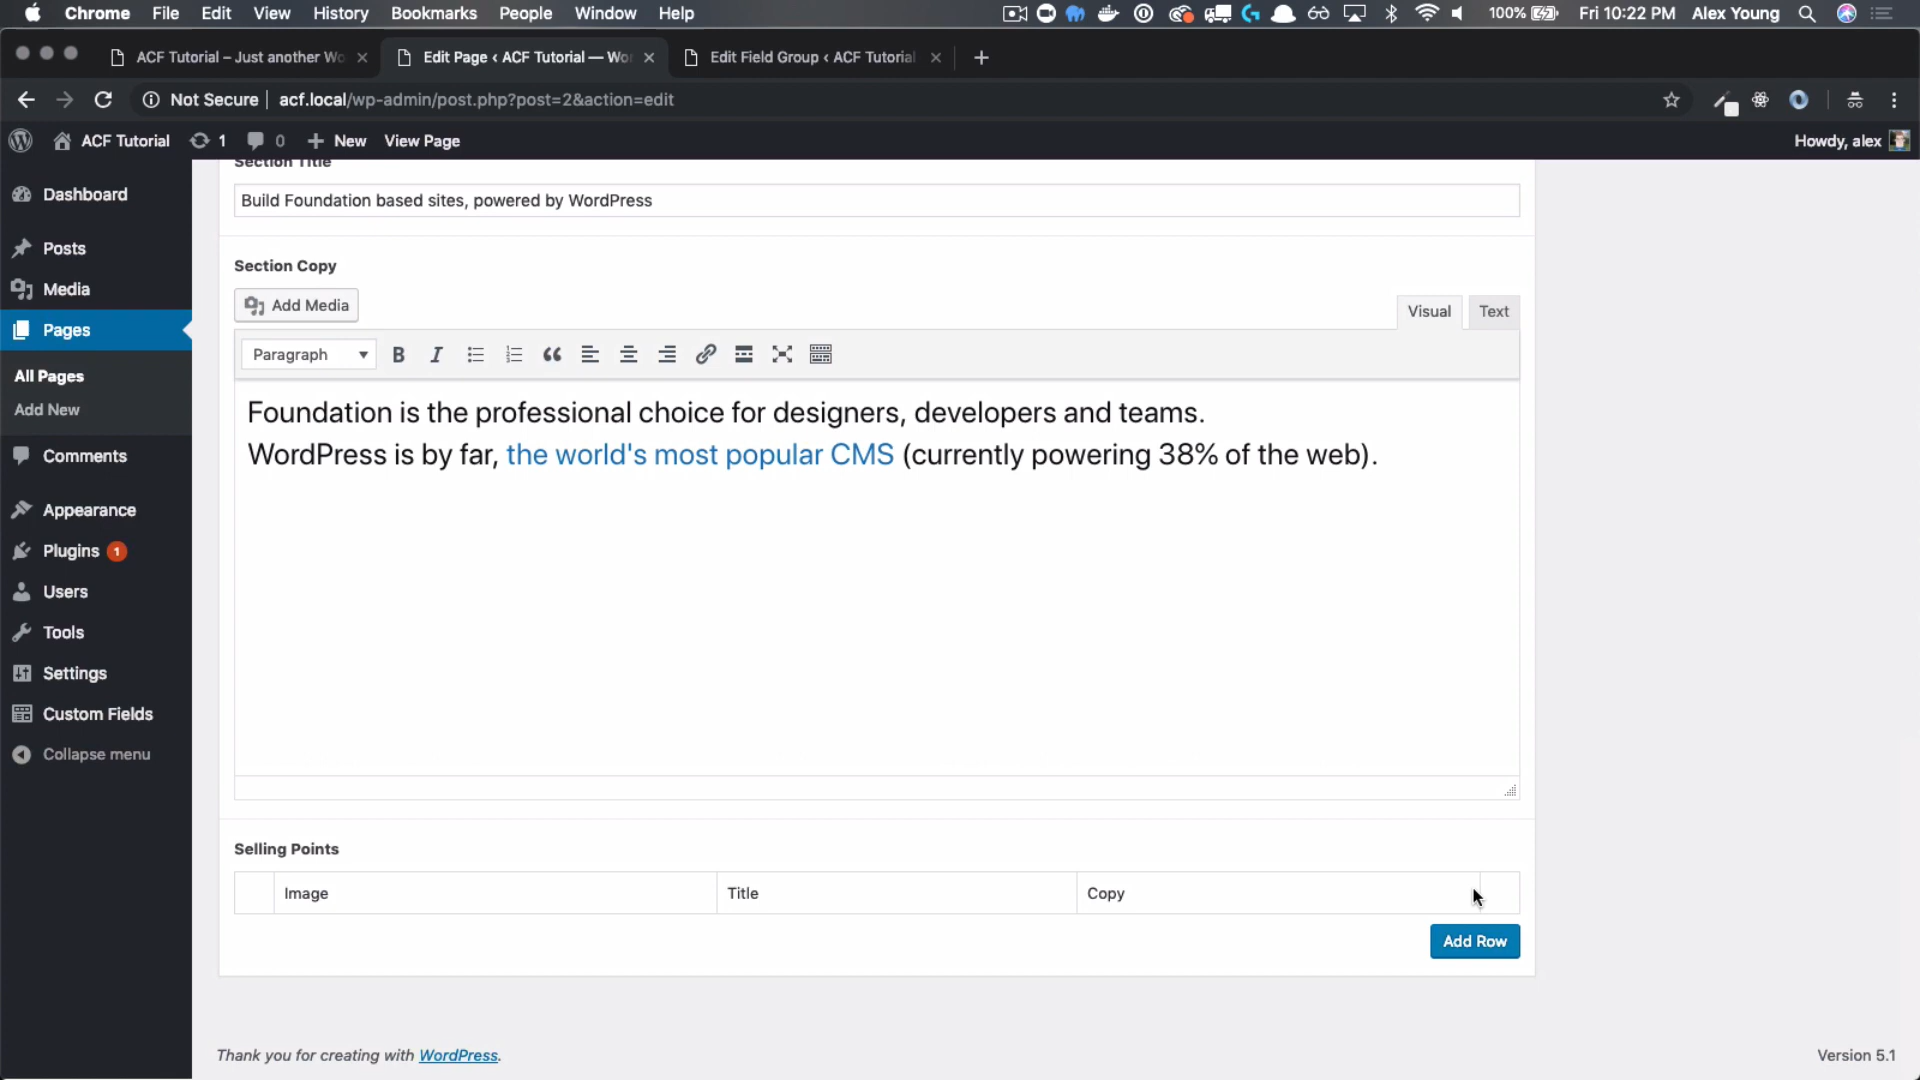 Chrome File Edit View History Bookmarks People Window Help 100% Fri 10:22 PM Alex Young
ACF Tutorial – Just another Wo
Edit Page ‹ ACF Tutorial — Wor
Edit Field Group ‹ ACF Tutorial
Not Secure acf.local/wp-admin/post.php?post=2&action=edit
ACF Tutorial 1 0 New View Page Howdy, alex
Dashboard
Posts
Media
Pages
All Pages
Add New
Comments
Appearance
Plugins 1
Users
Tools
Settings
Custom Fields
Collapse menu
Section Title
Build Foundation based sites, powered by WordPress
Section Copy
Add Media
Visual Text
Paragraph
Foundation is the professional choice for designers, developers and teams.
WordPress is by far, the world's most popular CMS (currently powering 38% of the web).
Selling Points
Image Title Copy
Add Row
Thank you for creating with WordPress.
Version 5.1